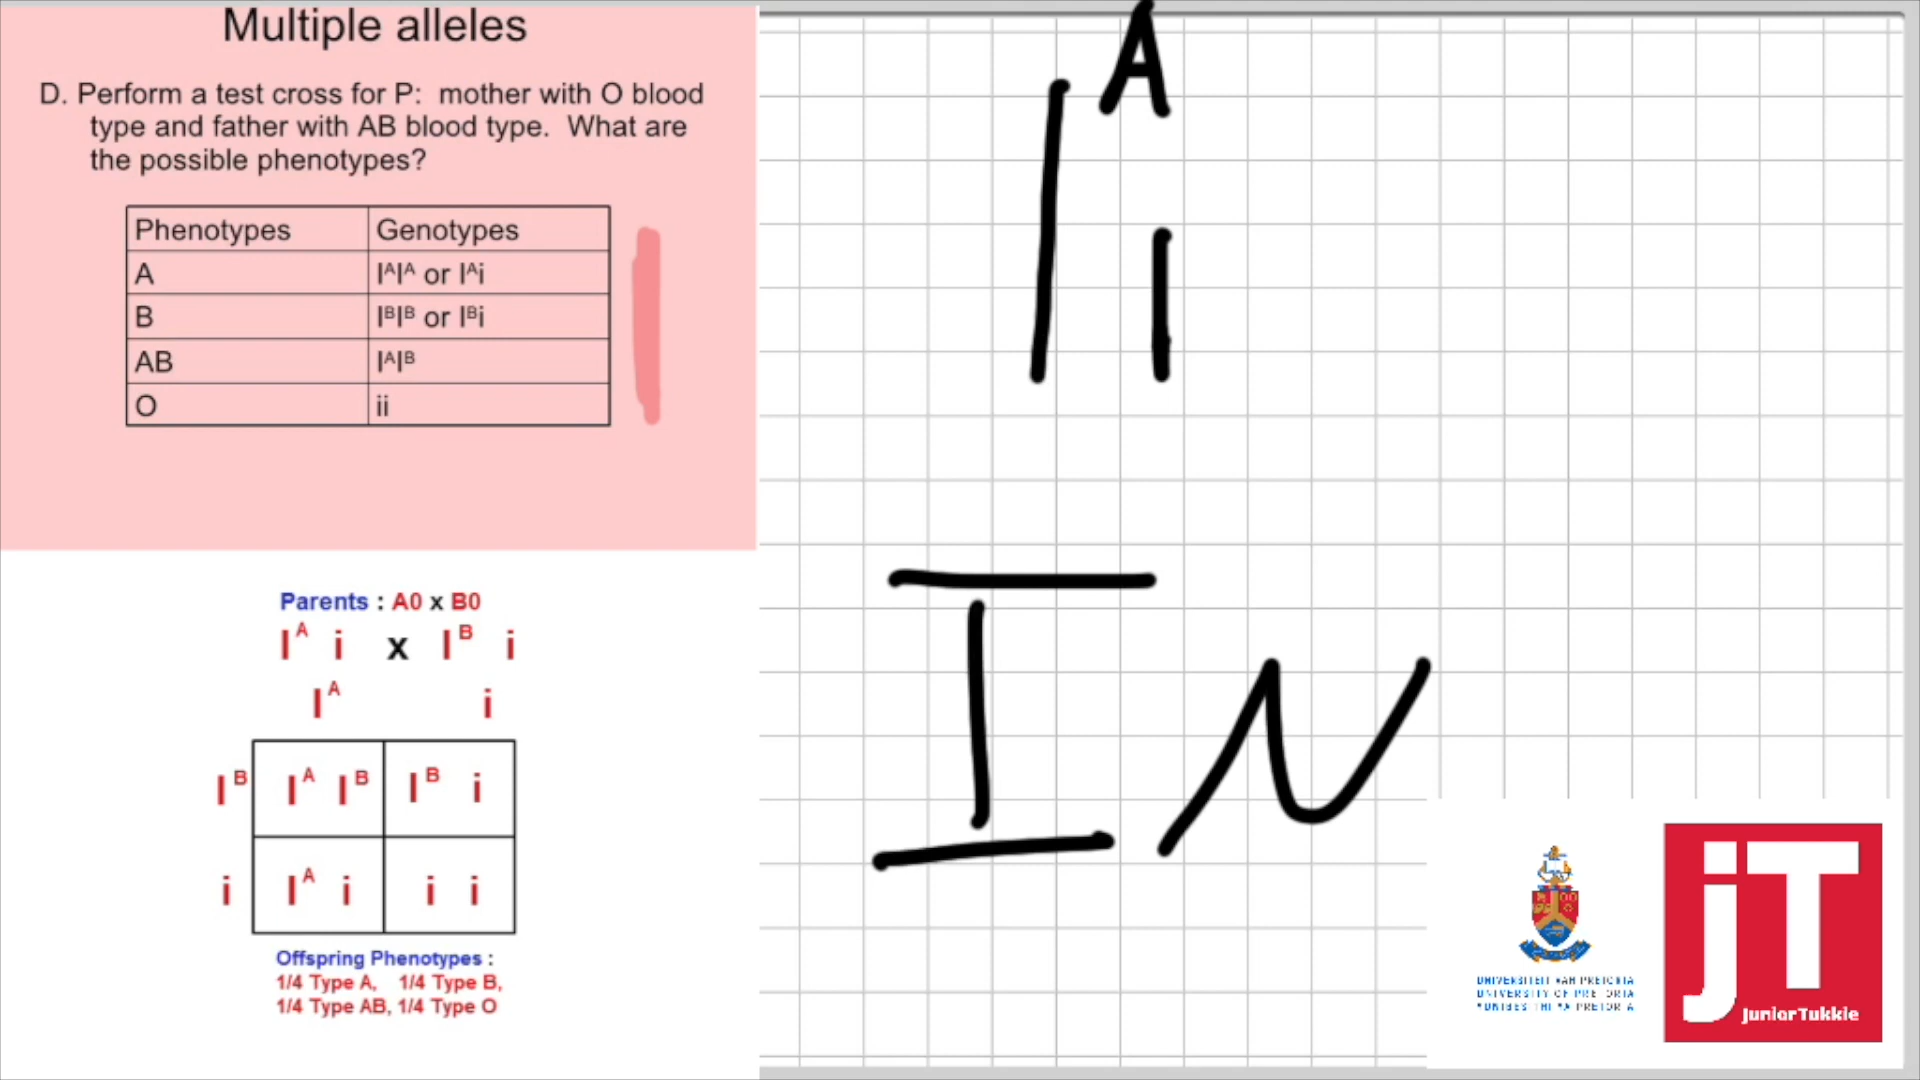 Multiple alleles
D. Perform a test cross for P: mother with O blood
type and father with AB blood type. What are
the possible phenotypes?
Phenotypes Genotypes
A IᴬIᴬ or Iᴬi
B IᴮIᴮ or Iᴮi
AB IᴬIᴮ
O ii
Parents : A0 x B0
Iᴬ i x Iᴮ i
Iᴬ i
Iᴮ IᴬIᴮ Iᴮ i
i Iᴬ i i i
Offspring Phenotypes :
1/4 Type A, 1/4 Type B,
1/4 Type AB, 1/4 Type O
Iᴬ i
I
UNIVERSITEIT VAN PRETORIA
UNIVERSITY OF PRETORIA
YUNIBESITHI YA PRETORIA
jT
JuniorTukkie